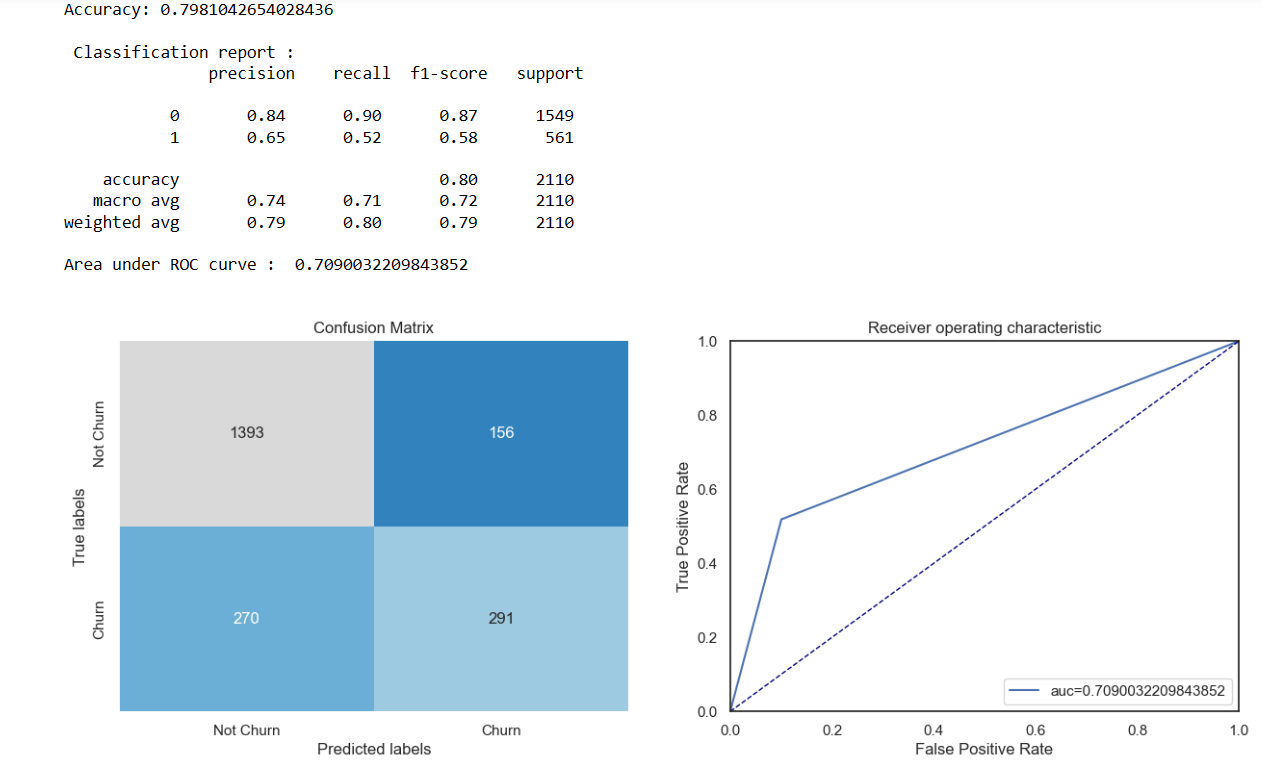 Accuracy: 0.7981042654028436
Classification report :
precision recall f1-score support
0 0.84 0.90 0.87 1549
1 0.65 0.52 0.58 561
accuracy 0.80 2110
macro avg 0.74 0.71 0.72 2110
weighted avg 0.79 0.80 0.79 2110
Area under ROC curve : 0.7090032209843852
Confusion Matrix
True labels
Not Churn
1393 156
Churn
270 291
Not Churn Churn
Predicted labels
Receiver operating characteristic
True Positive Rate
1.0
0.8
0.6
0.4
0.2
0.0
auc=0.7090032209843852
0.0 0.2 0.4 0.6 0.8 1.0
False Positive Rate